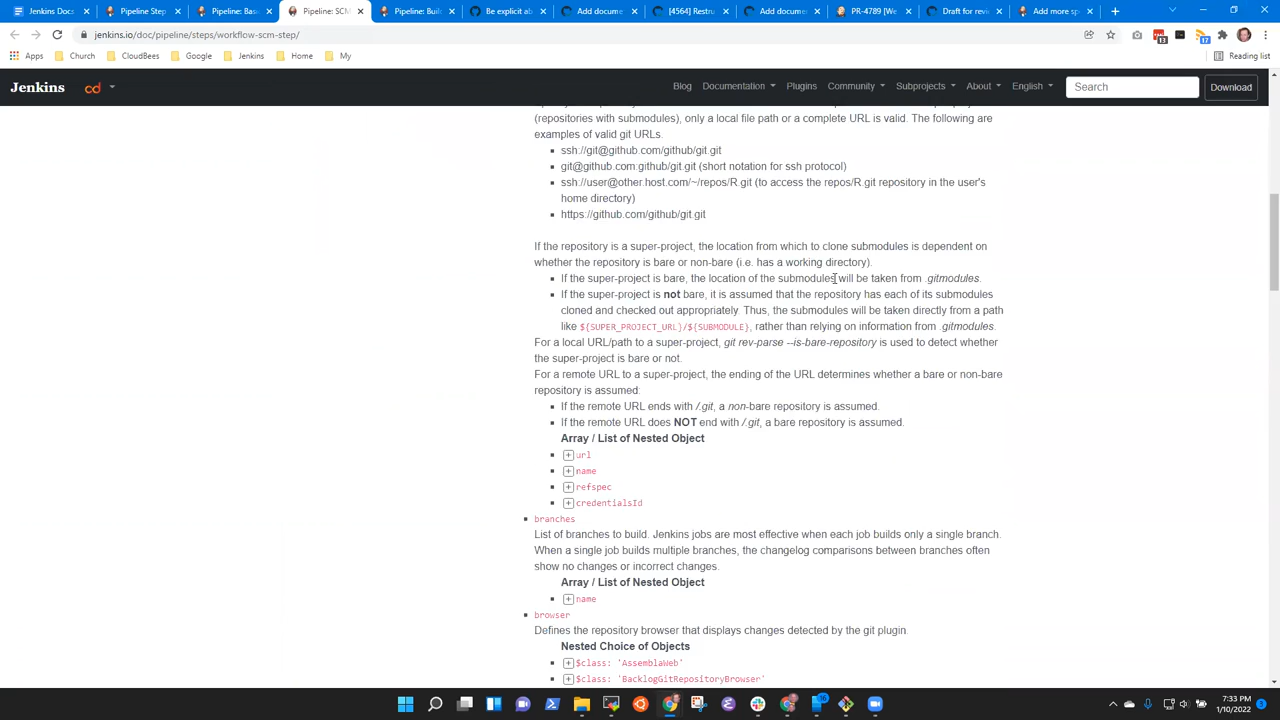 Jenkins Docs
Pipeline Step
Pipeline: Bas
Pipeline: SCM
Pipeline: Buil
Be explicit ab
Add docume
[4564] Restru
Add docume
PR-4789 [We
Draft for revi
Add more sp
jenkins.io/doc/pipeline/steps/workflow-scm-step/
13
17
Apps
Church
CloudBees
Google
Jenkins
Home
My
Reading list
Jenkins
cd
Blog
Documentation
Plugins
Community
Subprojects
About
English
Search
Download
(repositories with submodules), only a local file path or a complete URL is valid. The following are
examples of valid git URLs.
ssh://git@github.com/github/git.git
git@github.com:github/git.git (short notation for ssh protocol)
ssh://user@other.host.com/~/repos/R.git (to access the repos/R.git repository in the user's
home directory)
https://github.com/github/git.git
If the repository is a super-project, the location from which to clone submodules is dependent on
whether the repository is bare or non-bare (i.e. has a working directory).
If the super-project is bare, the location of the submodules will be taken from .gitmodules.
If the super-project is not bare, it is assumed that the repository has each of its submodules
cloned and checked out appropriately. Thus, the submodules will be taken directly from a path
like ${SUPER_PROJECT_URL}/${SUBMODULE}, rather than relying on information from .gitmodules.
For a local URL/path to a super-project, git rev-parse --is-bare-repository is used to detect whether
the super-project is bare or not.
For a remote URL to a super-project, the ending of the URL determines whether a bare or non-bare
repository is assumed:
If the remote URL ends with /.git, a non-bare repository is assumed.
If the remote URL does NOT end with /.git, a bare repository is assumed.
Array / List of Nested Object
url
name
refspec
credentialsId
branches
List of branches to build. Jenkins jobs are most effective when each job builds only a single branch.
When a single job builds multiple branches, the changelog comparisons between branches often
show no changes or incorrect changes.
Array / List of Nested Object
name
browser
Defines the repository browser that displays changes detected by the git plugin.
Nested Choice of Objects
$class: 'AssemblaWeb'
$class: 'BacklogGitRepositoryBrowser'
7:33 PM
1/10/2022